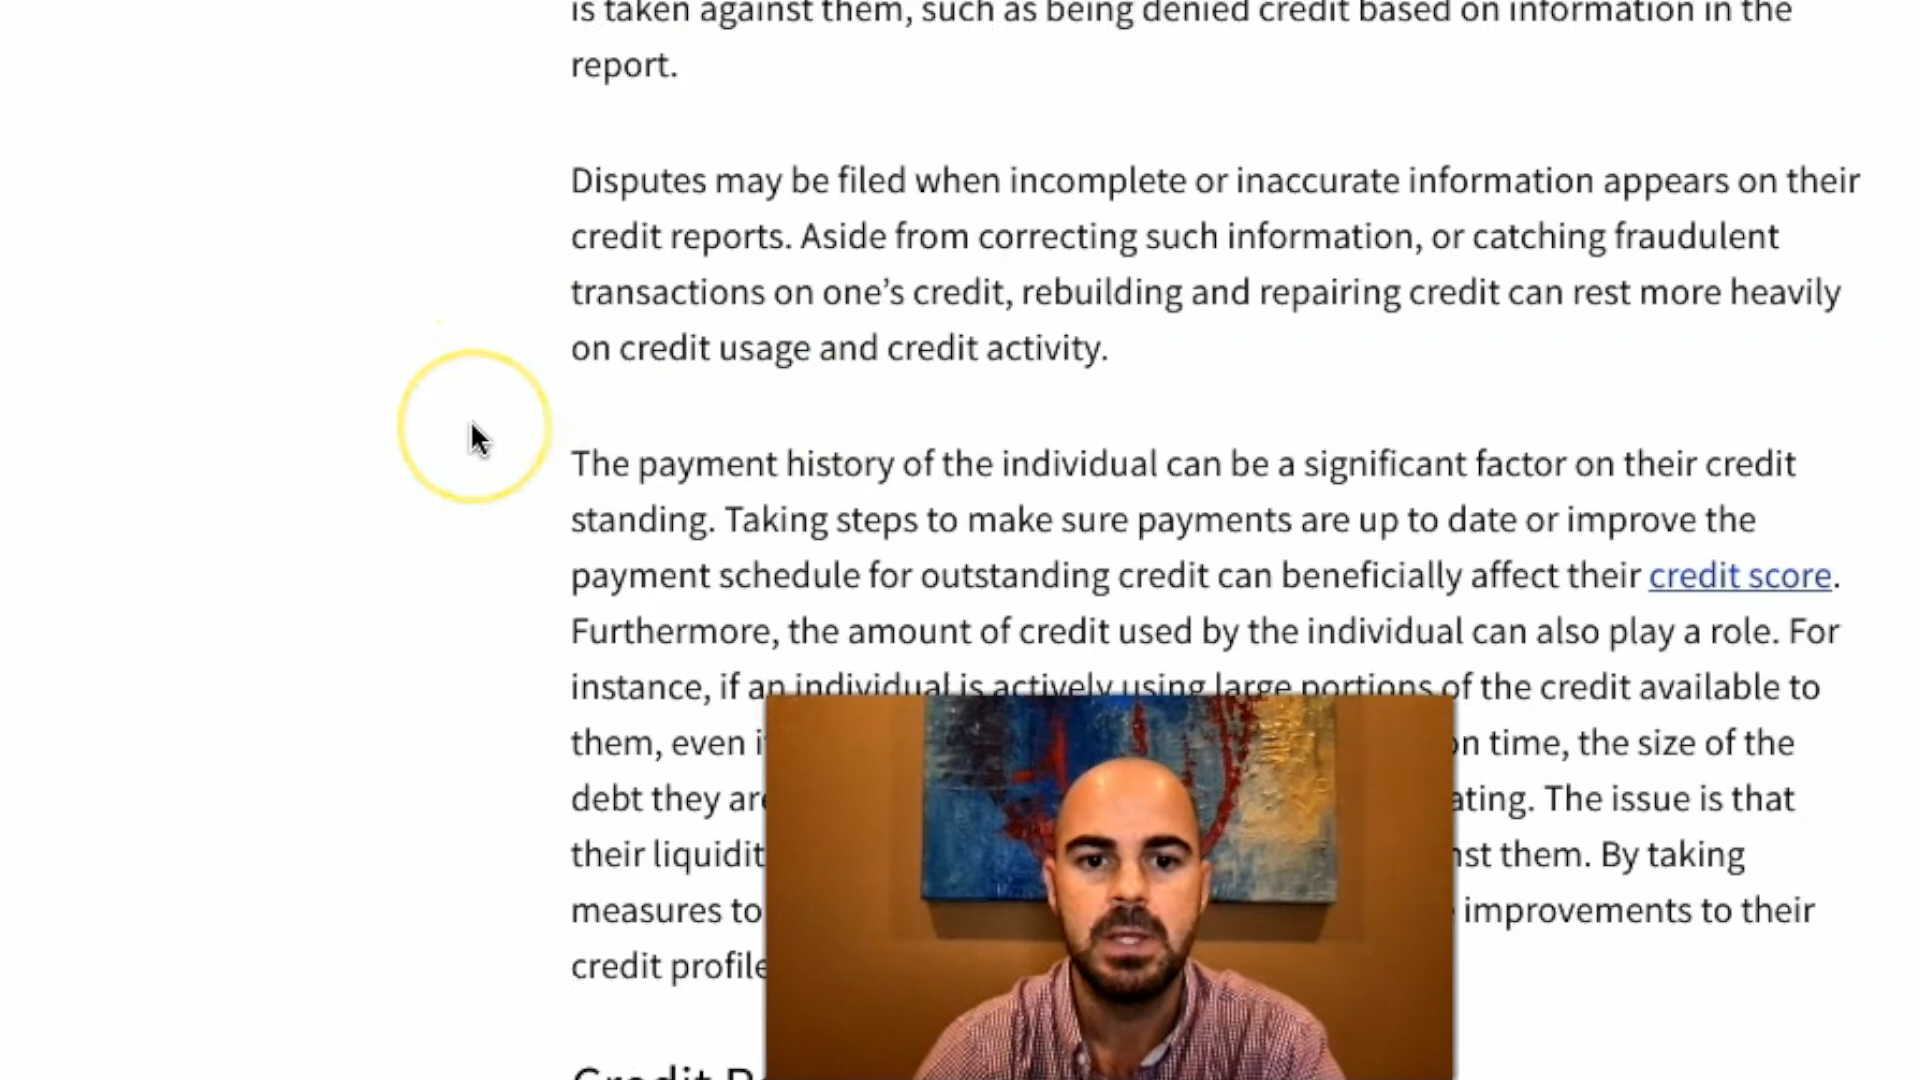 is taken against them, such as being denied credit based on information in the
report.
Disputes may be filed when incomplete or inaccurate information appears on their
credit reports. Aside from correcting such information, or catching fraudulent
transactions on one’s credit, rebuilding and repairing credit can rest more heavily
on credit usage and credit activity.
The payment history of the individual can be a significant factor on their credit
standing. Taking steps to make sure payments are up to date or improve the
payment schedule for outstanding credit can beneficially affect their credit score.
Furthermore, the amount of credit used by the individual can also play a role. For
instance, if an individual is actively using large portions of the credit available to
them, even on time, the size of the
debt they The issue is that
their them. By taking
measures to improvements to their
credit profile
Credit